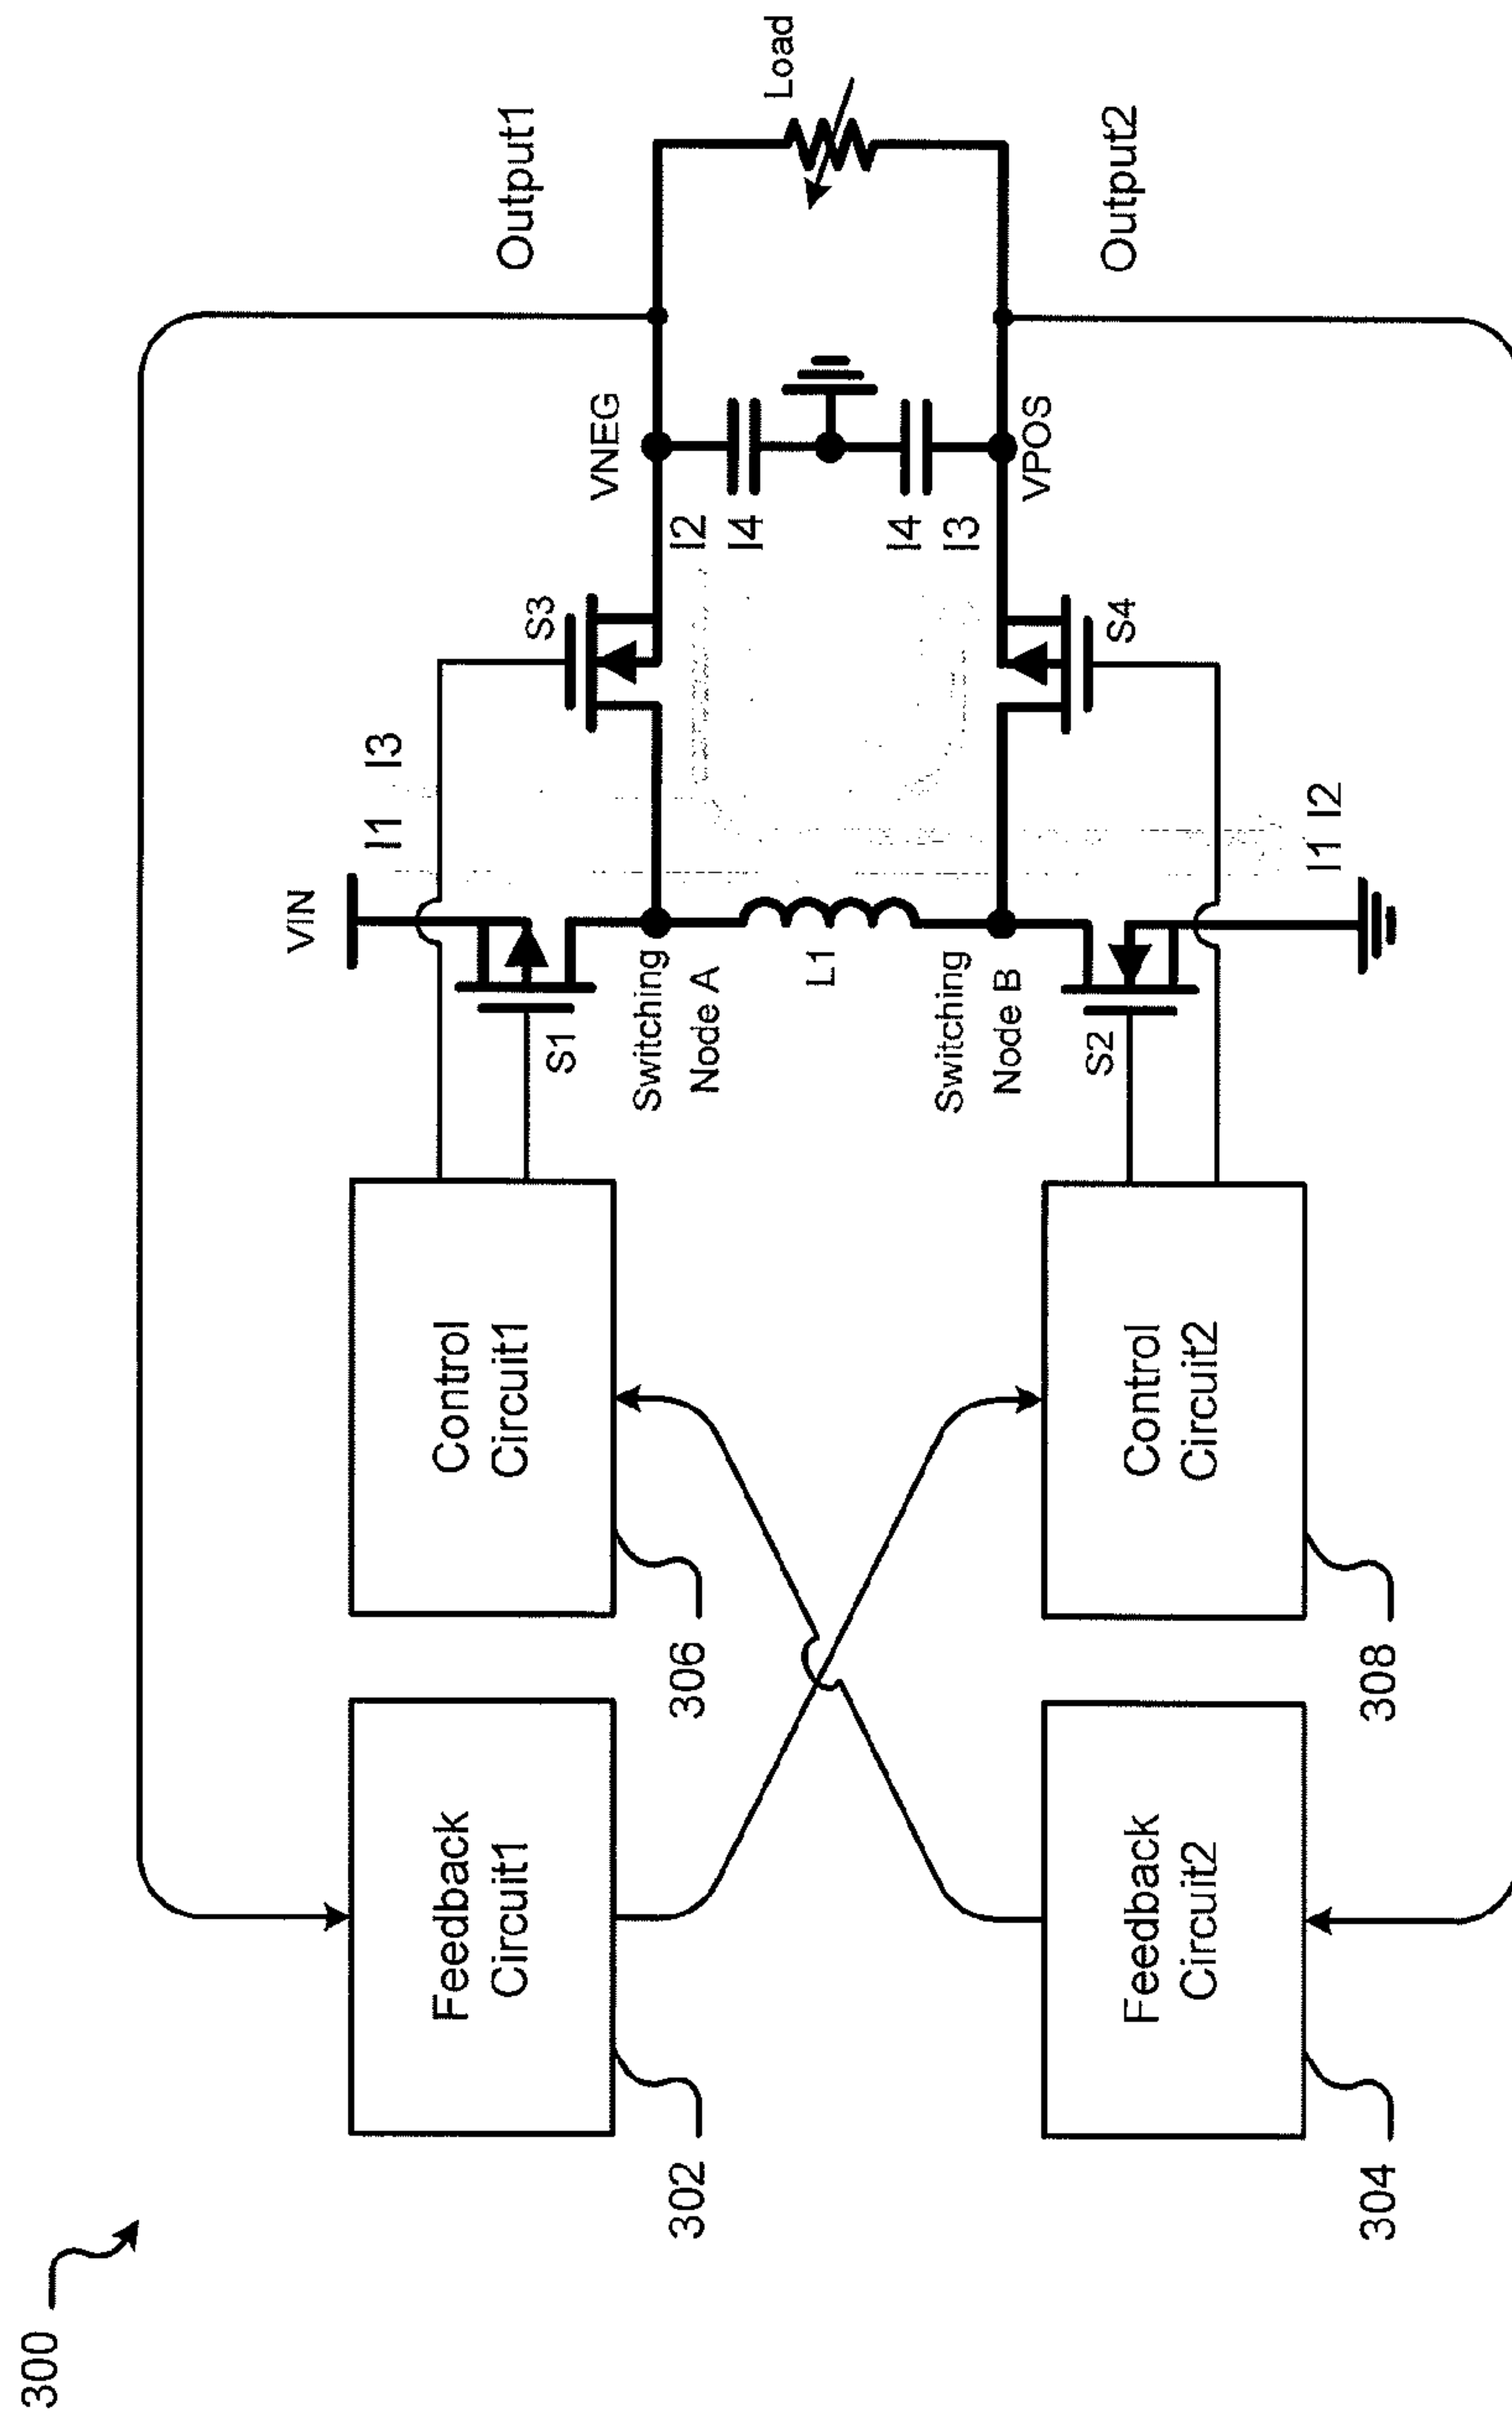 300
302
Feedback
Circuit1
304
Feedback
Circuit2
306
Control
Circuit1
308
Control
Circuit2
VIN
S1
Switching
Node A
L1
Switching
Node B
S2
I1 I3
I1 I2
S3
S4
VNEG
I2
I4
I4
I3
VPOS
Output1
Output2
Load